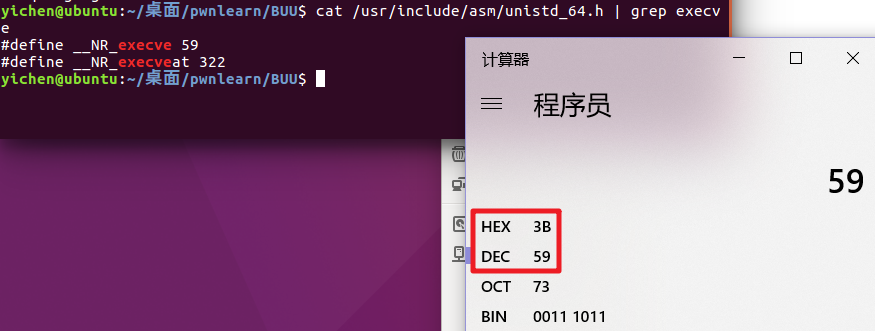 yichen@ubuntu:~/桌面/pwnlearn/BUU$ cat /usr/include/asm/unistd_64.h | grep execv
e
#define __NR_execve 59
#define __NR_execveat 322
yichen@ubuntu:~/桌面/pwnlearn/BUU$
计算器
程序员
59
HEX 3B
DEC 59
OCT 73
BIN 0011 1011